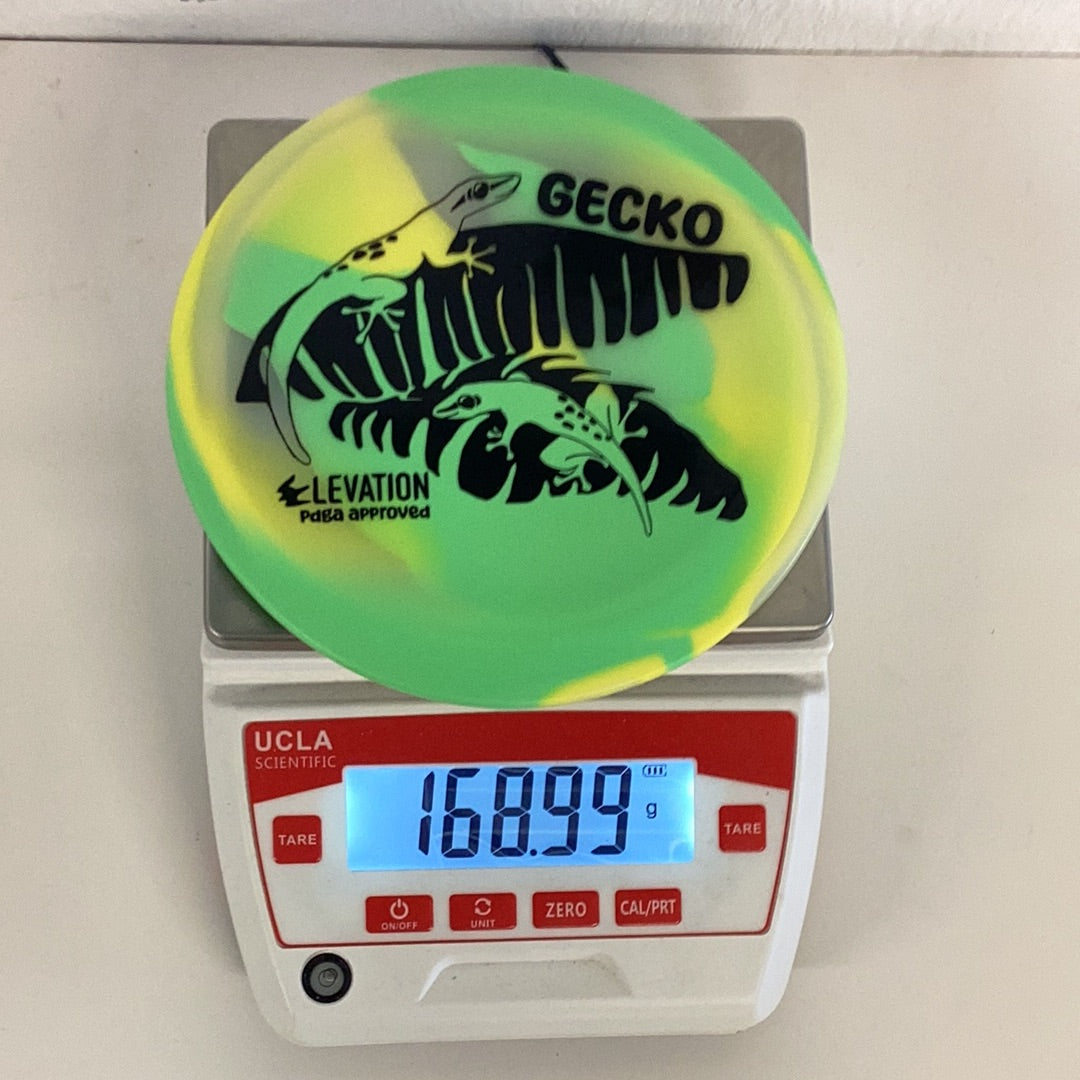 GECKO
ELEVATION
Pdga approved
UCLA
SCIENTIFIC
168.99 g
TARE
TARE
ON/OFF
UNIT
ZERO
CAL/PRT